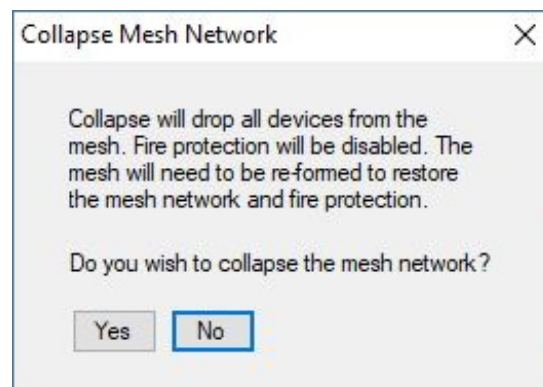 Collapse Mesh Network
Collapse will drop all devices from the
mesh. Fire protection will be disabled. The
mesh will need to be re-formed to restore
the mesh network and fire protection.
Do you wish to collapse the mesh network?
Yes No